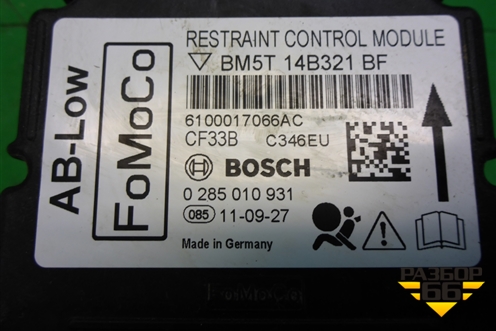 AB-Low
FoMoCo
RESTRAINT CONTROL MODULE
BM5T 14B321 BF
6100017066AC
CF33B C346EU
BOSCH
0 285 010 931
085 11-09-27
Made in Germany
РАЗБОР
66